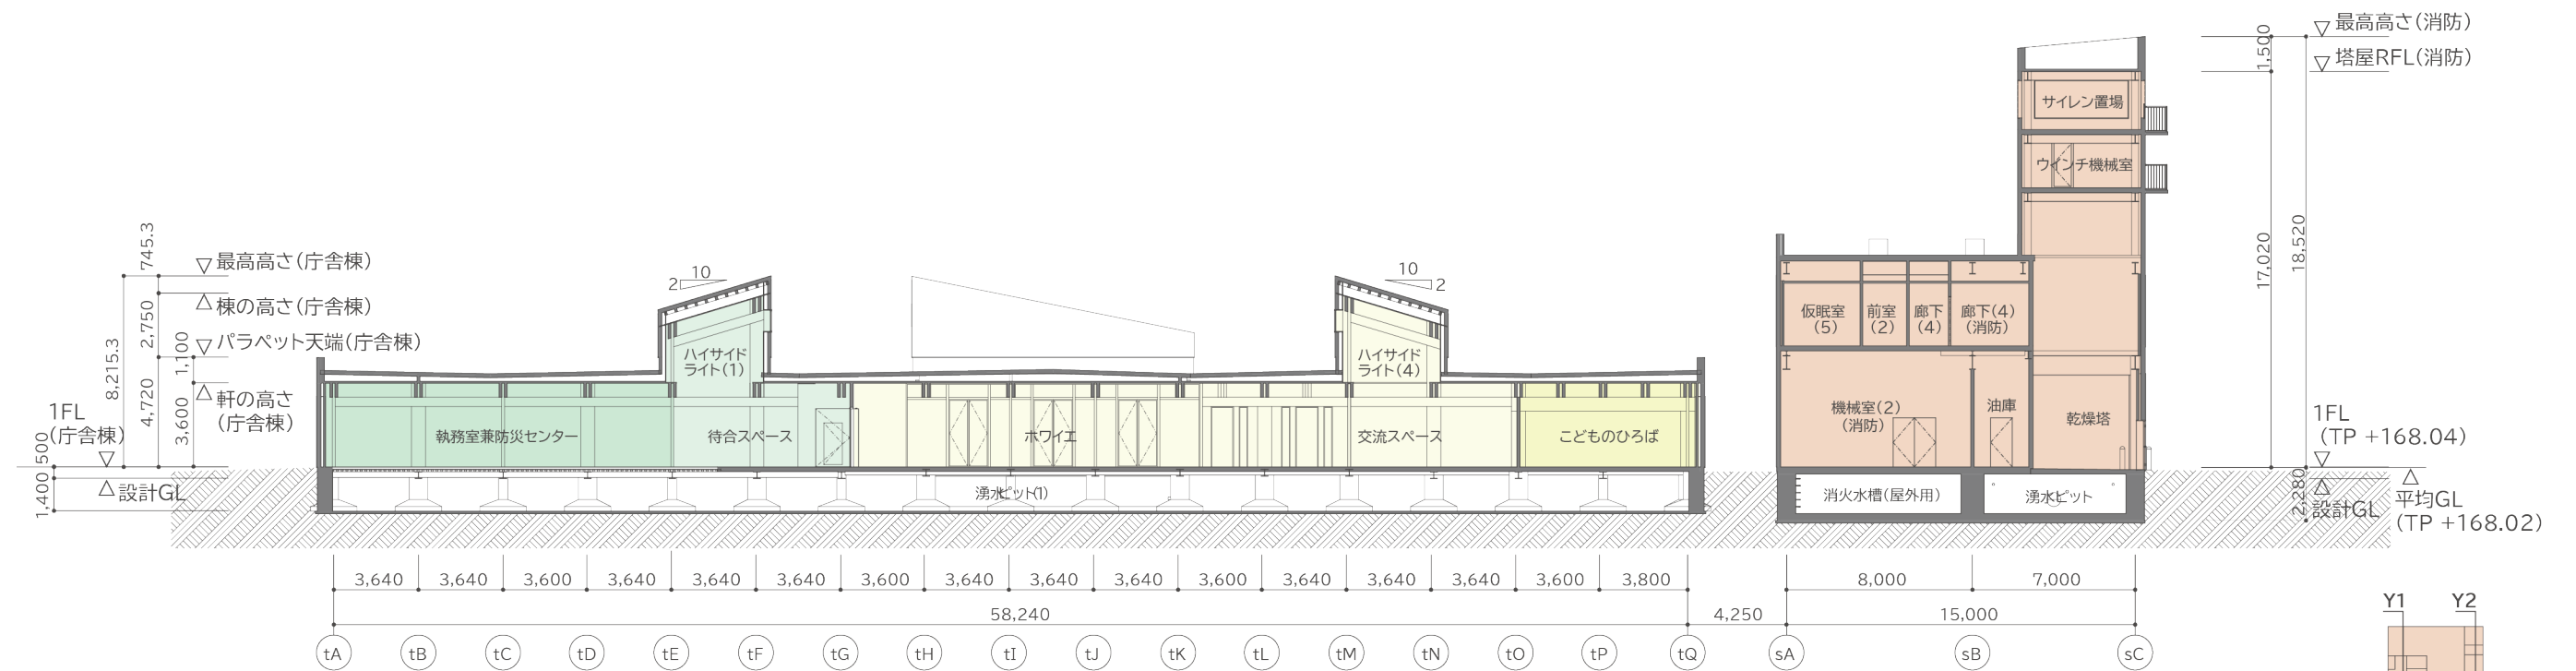 最高高さ(消防)
塔屋RFL(消防)
1,500
17,020
18,520
サイレン置場
ウインチ機械室
745.3
2,750
1,100
8,215.3
4,720
3,600
500
1,400
最高高さ(庁舎棟)
棟の高さ(庁舎棟)
パラペット天端(庁舎棟)
軒の高さ
(庁舎棟)
1FL
(庁舎棟)
設計GL
10
2
10
2
ハイサイド
ライト(1)
ハイサイド
ライト(4)
執務室兼防災センター
待合スペース
ホワイエ
交流スペース
こどものひろば
湧水ピット(1)
仮眠室
(5)
前室
(2)
廊下
(4)
廊下(4)
(消防)
機械室(2)
(消防)
油庫
乾燥塔
消火水槽(屋外用)
湧水ピット
1FL
(TP +168.04)
2,280
設計GL
平均GL
(TP +168.02)
3,640 3,640 3,600 3,640 3,640 3,640 3,600 3,640 3,640 3,640 3,600 3,640 3,640 3,640 3,600 3,800 8,000 7,000
58,240 4,250 15,000
tA tB tC tD tE tF tG tH tI tJ tK tL tM tN tO tP tQ sA sB sC
Y1 Y2